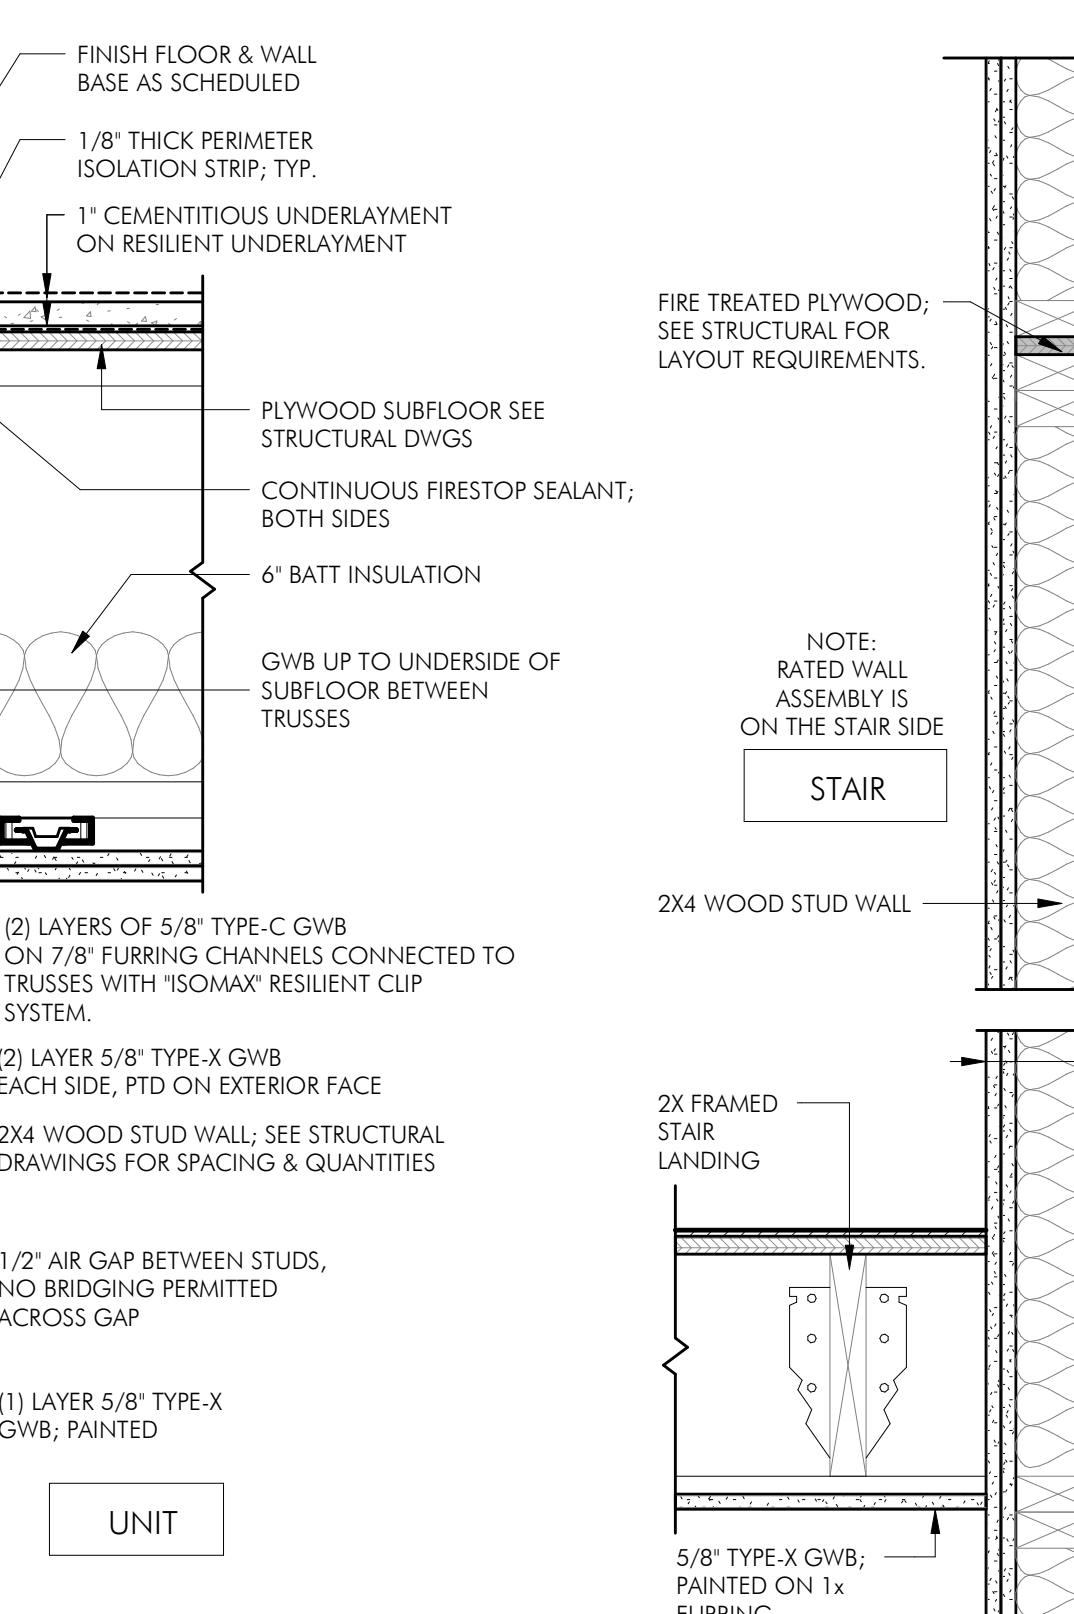 FINISH FLOOR & WALL
BASE AS SCHEDULED
1/8" THICK PERIMETER
ISOLATION STRIP; TYP.
1" CEMENTITIOUS UNDERLAYMENT
ON RESILIENT UNDERLAYMENT
PLYWOOD SUBFLOOR SEE
STRUCTURAL DWGS
CONTINUOUS FIRESTOP SEALANT;
BOTH SIDES
6" BATT INSULATION
GWB UP TO UNDERSIDE OF
SUBFLOOR BETWEEN
TRUSSES
(2) LAYERS OF 5/8" TYPE-C GWB
ON 7/8" FURRING CHANNELS CONNECTED TO
TRUSSES WITH "ISOMAX" RESILIENT CLIP
SYSTEM.
(2) LAYER 5/8" TYPE-X GWB
EACH SIDE, PTD ON EXTERIOR FACE
2X4 WOOD STUD WALL; SEE STRUCTURAL
DRAWINGS FOR SPACING & QUANTITIES
1/2" AIR GAP BETWEEN STUDS,
NO BRIDGING PERMITTED
ACROSS GAP
(1) LAYER 5/8" TYPE-X
GWB; PAINTED
UNIT
FIRE TREATED PLYWOOD;
SEE STRUCTURAL FOR
LAYOUT REQUIREMENTS.
NOTE:
RATED WALL
ASSEMBLY IS
ON THE STAIR SIDE
STAIR
2X4 WOOD STUD WALL
2X FRAMED
STAIR
LANDING
5/8" TYPE-X GWB;
PAINTED ON 1x
FURRING